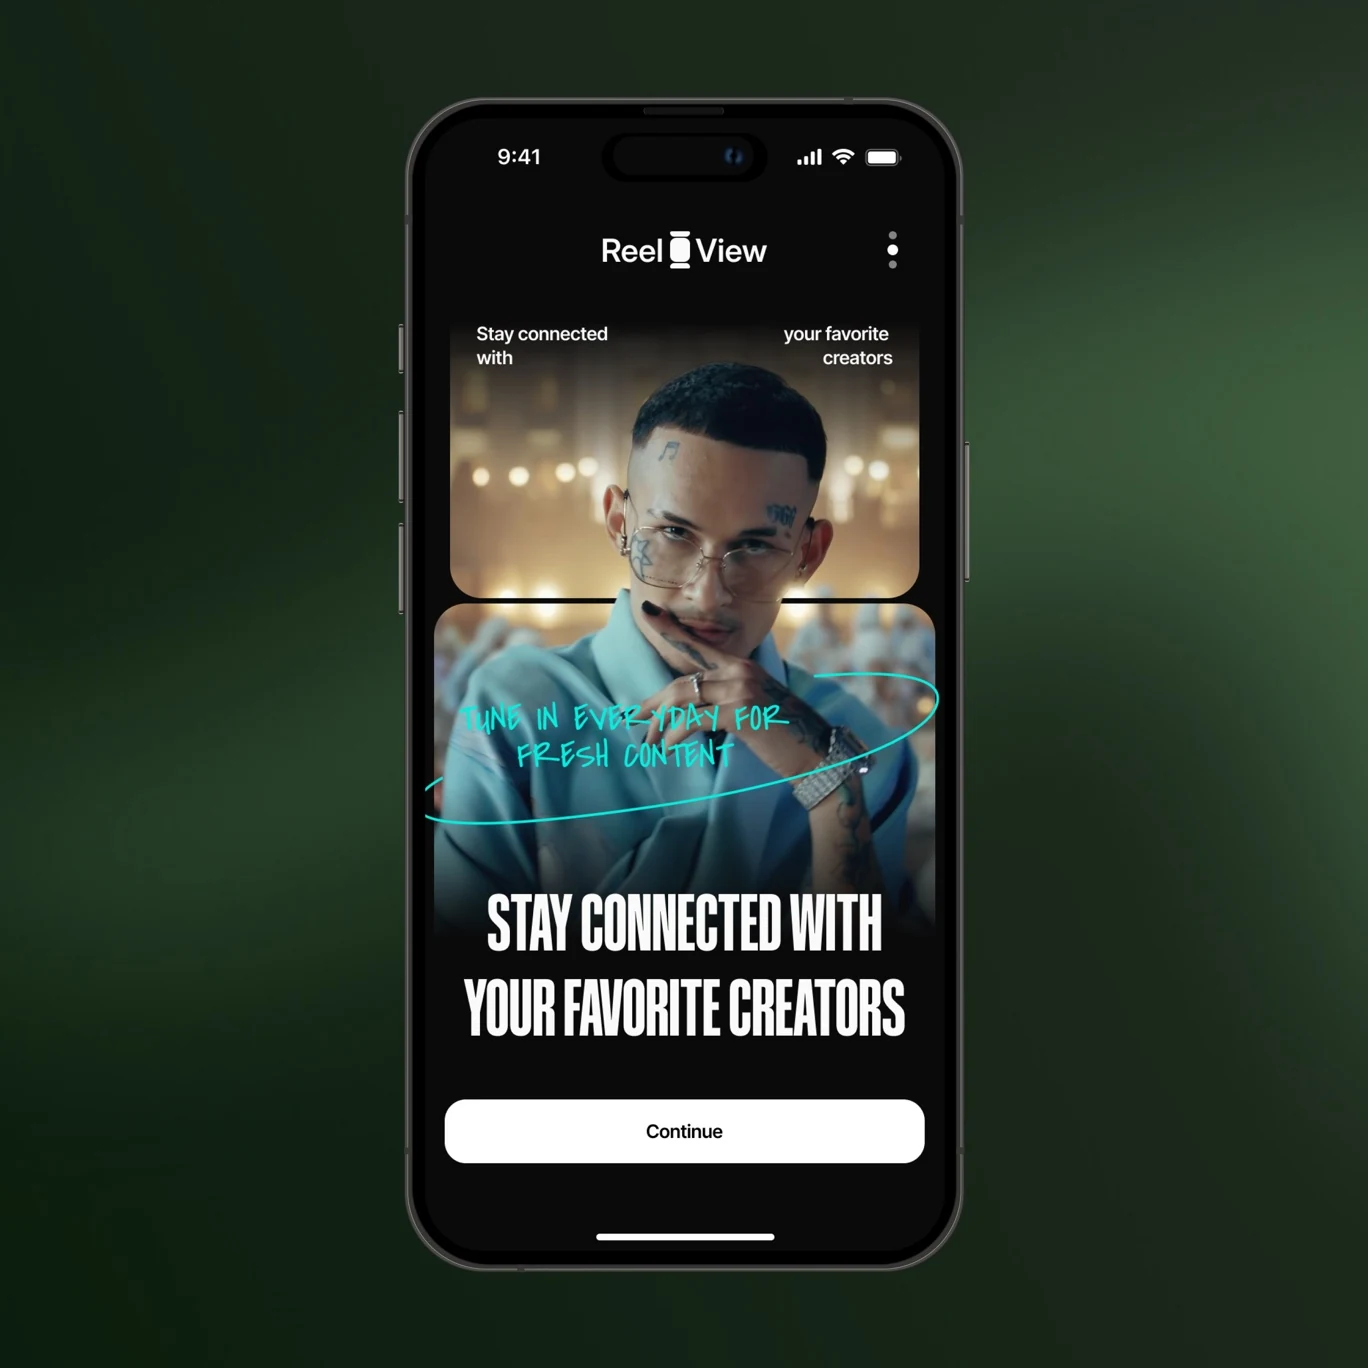 9:41
Reel View
Stay connected
with
your favorite
creators
TUNE IN EVERYDAY FOR
FRESH CONTENT
STAY CONNECTED WITH
YOUR FAVORITE CREATORS
Continue